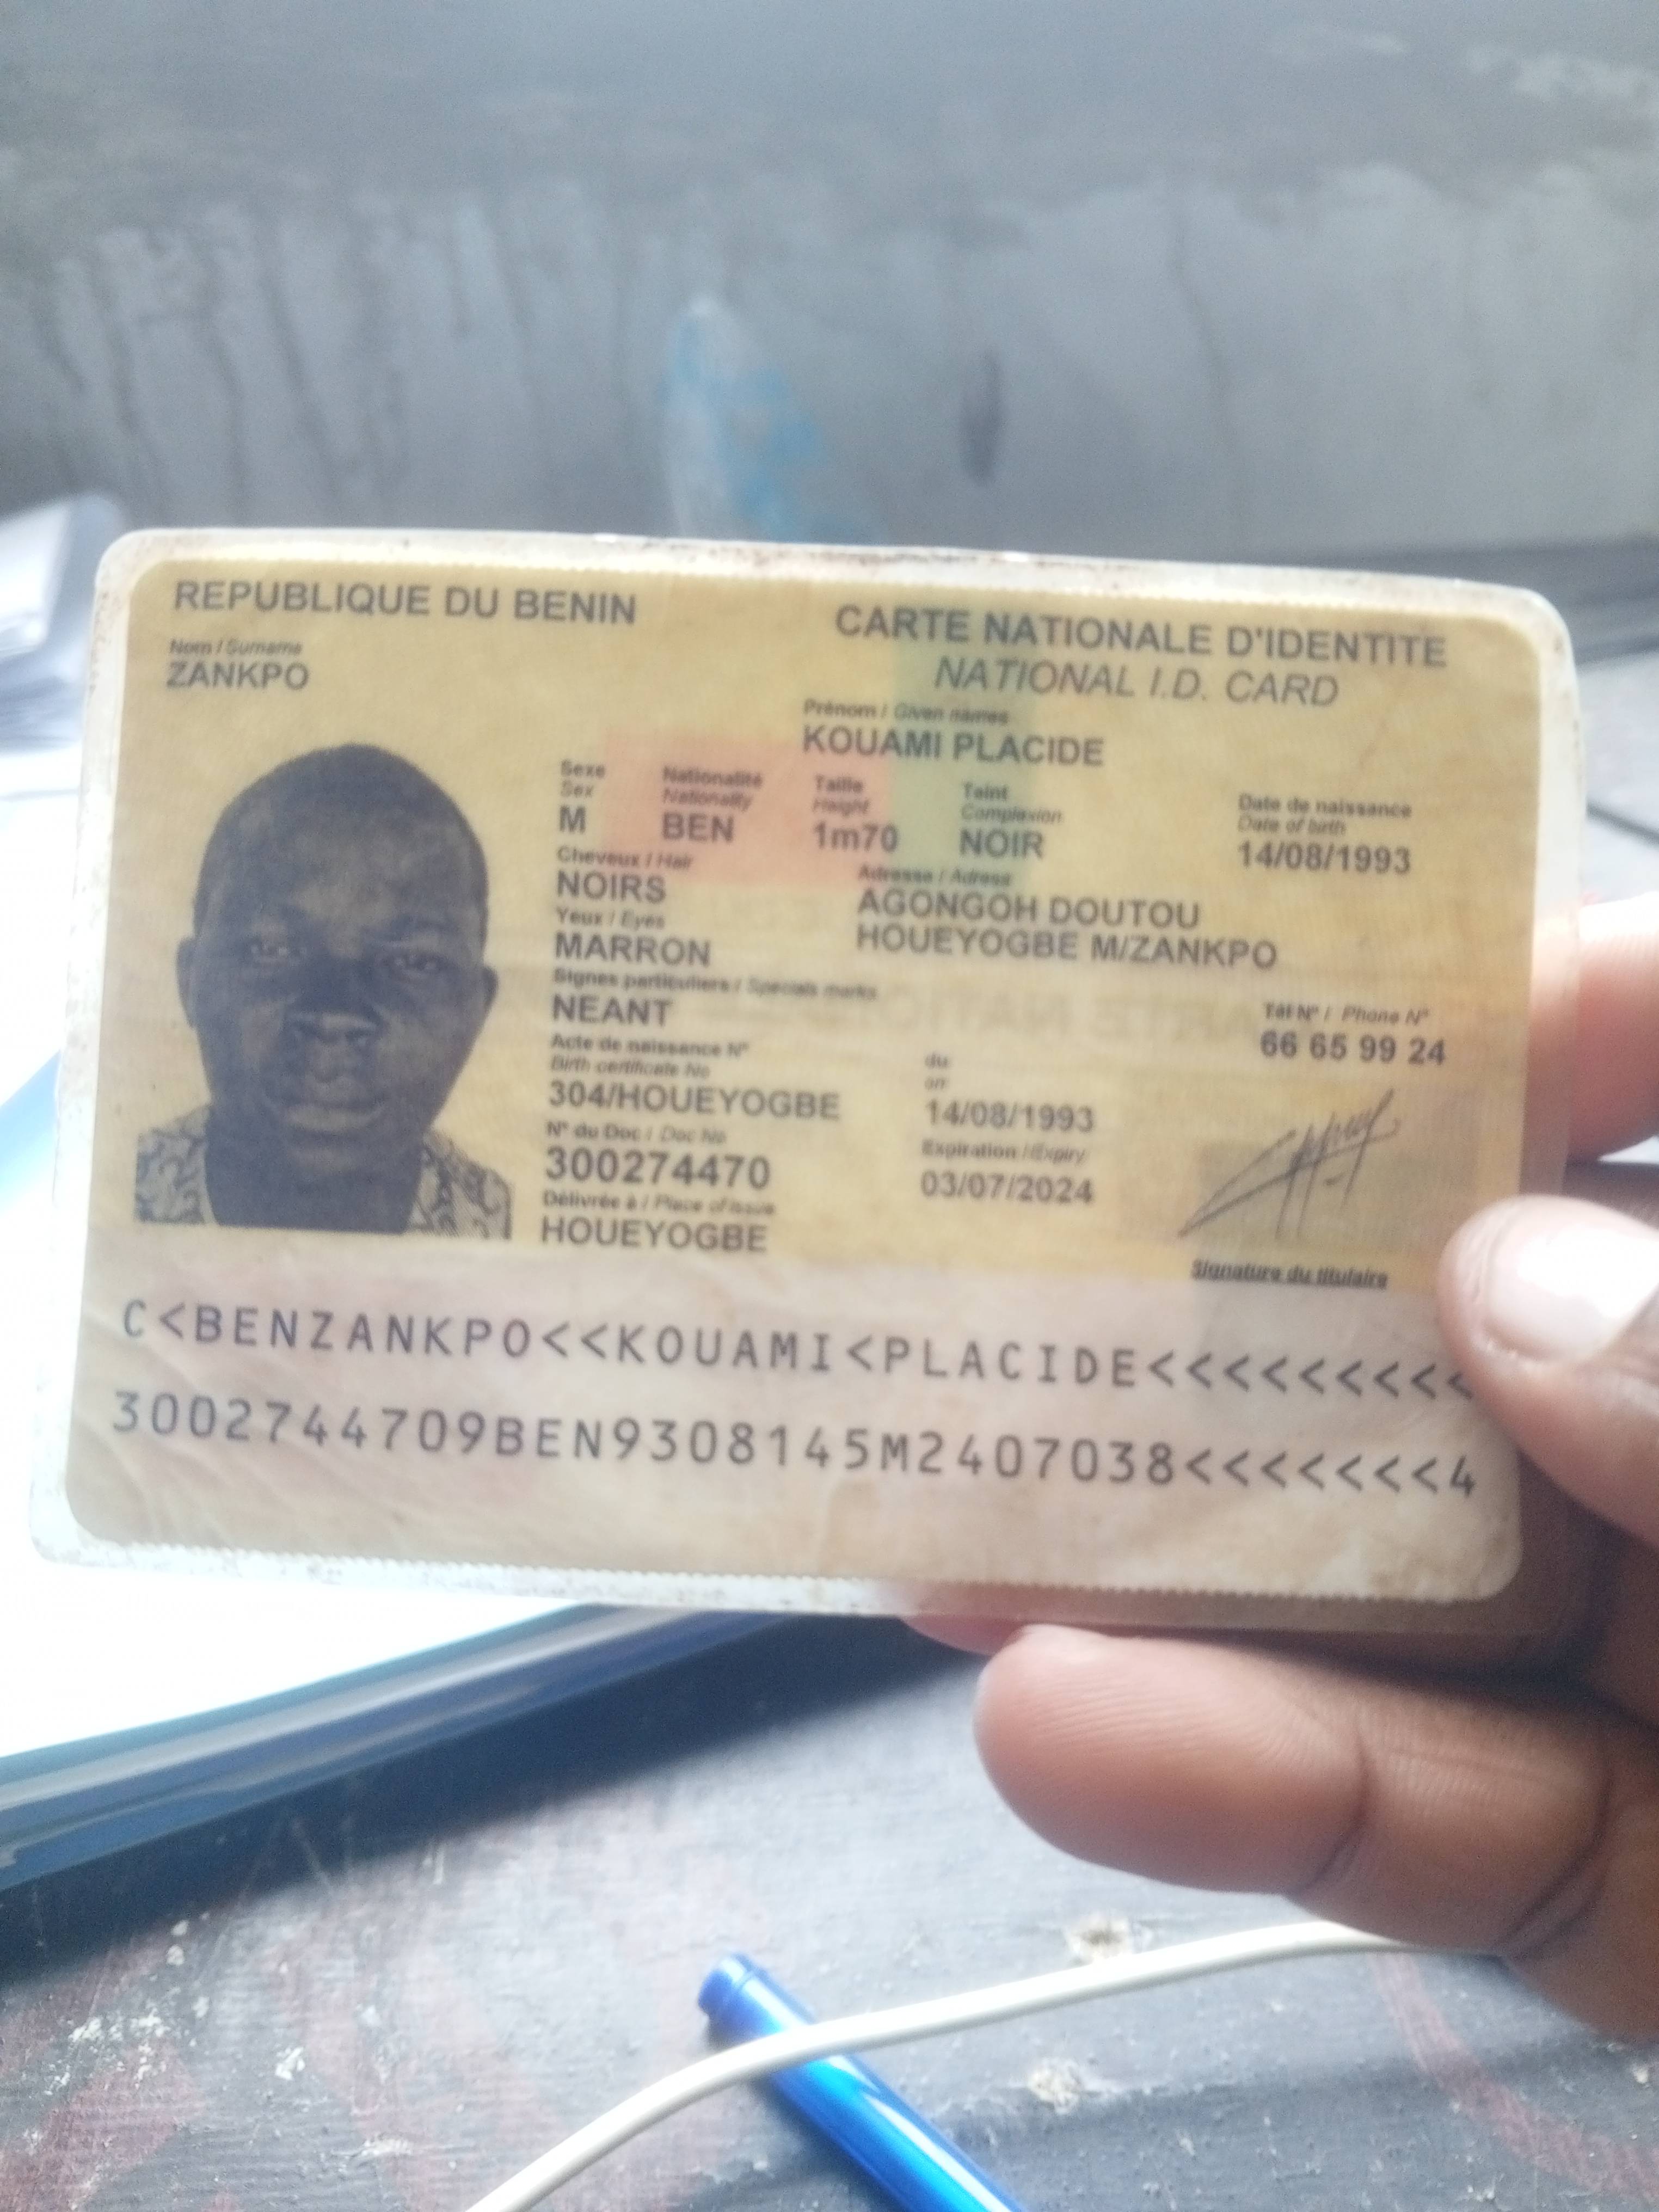 REPUBLIQUE DU BENIN
CARTE NATIONALE D'IDENTITE
NATIONAL I.D. CARD
Nom / Surname
ZANKPO
Prénom / Given names
KOUAMI PLACIDE
Sexe
Sex
M
Nationalité
Nationality
BEN
Taille
Height
1m70
Teint
Complexion
NOIR
Date de naissance
Date of birth
14/08/1993
Cheveux / Hair
NOIRS
Adresse / Adress
AGONGOH DOUTOU
HOUEYOGBE M/ZANKPO
Yeux / Eyes
MARRON
Signes particuliers / Specials marks
NEANT
Tél N° / Phone N°
66 65 99 24
Acte de naissance N°
Birth certificate No
304/HOUEYOGBE
du
on
14/08/1993
N° du Doc / Doc No
300274470
Expiration / Expiry
03/07/2024
Délivrée à / Place of issue
HOUEYOGBE
Signature du titulaire
C<BENZANKPO<<KOUAMI<PLACIDE<<<<<<<<<
3002744709BEN9308145M2407038<<<<<<<4